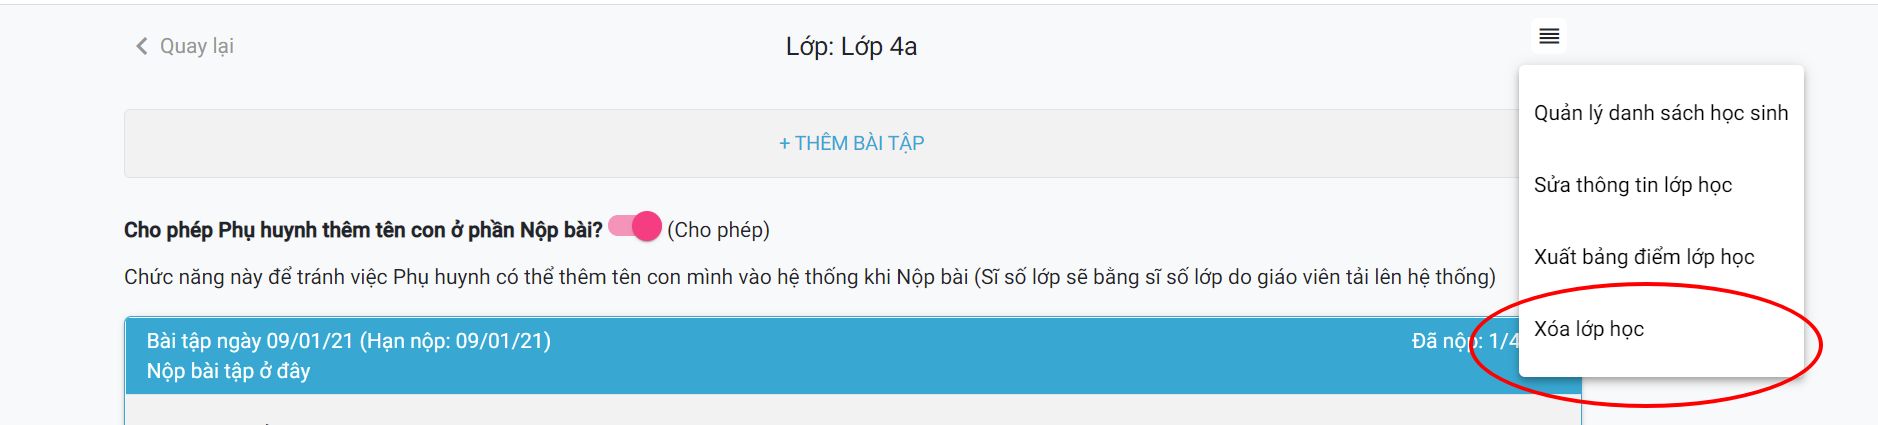 Quay lại
Lớp: Lớp 4a
+ THÊM BÀI TẬP
Cho phép Phụ huynh thêm tên con ở phần Nộp bài? (Cho phép)
Chức năng này để tránh việc Phụ huynh có thể thêm tên con mình vào hệ thống khi Nộp bài (Sĩ số lớp sẽ bằng sĩ số lớp do giáo viên tải lên hệ thống)
Bài tập ngày 09/01/21 (Hạn nộp: 09/01/21)
Đã nộp: 1/4
Nộp bài tập ở đây
Quản lý danh sách học sinh
Sửa thông tin lớp học
Xuất bảng điểm lớp học
Xóa lớp học